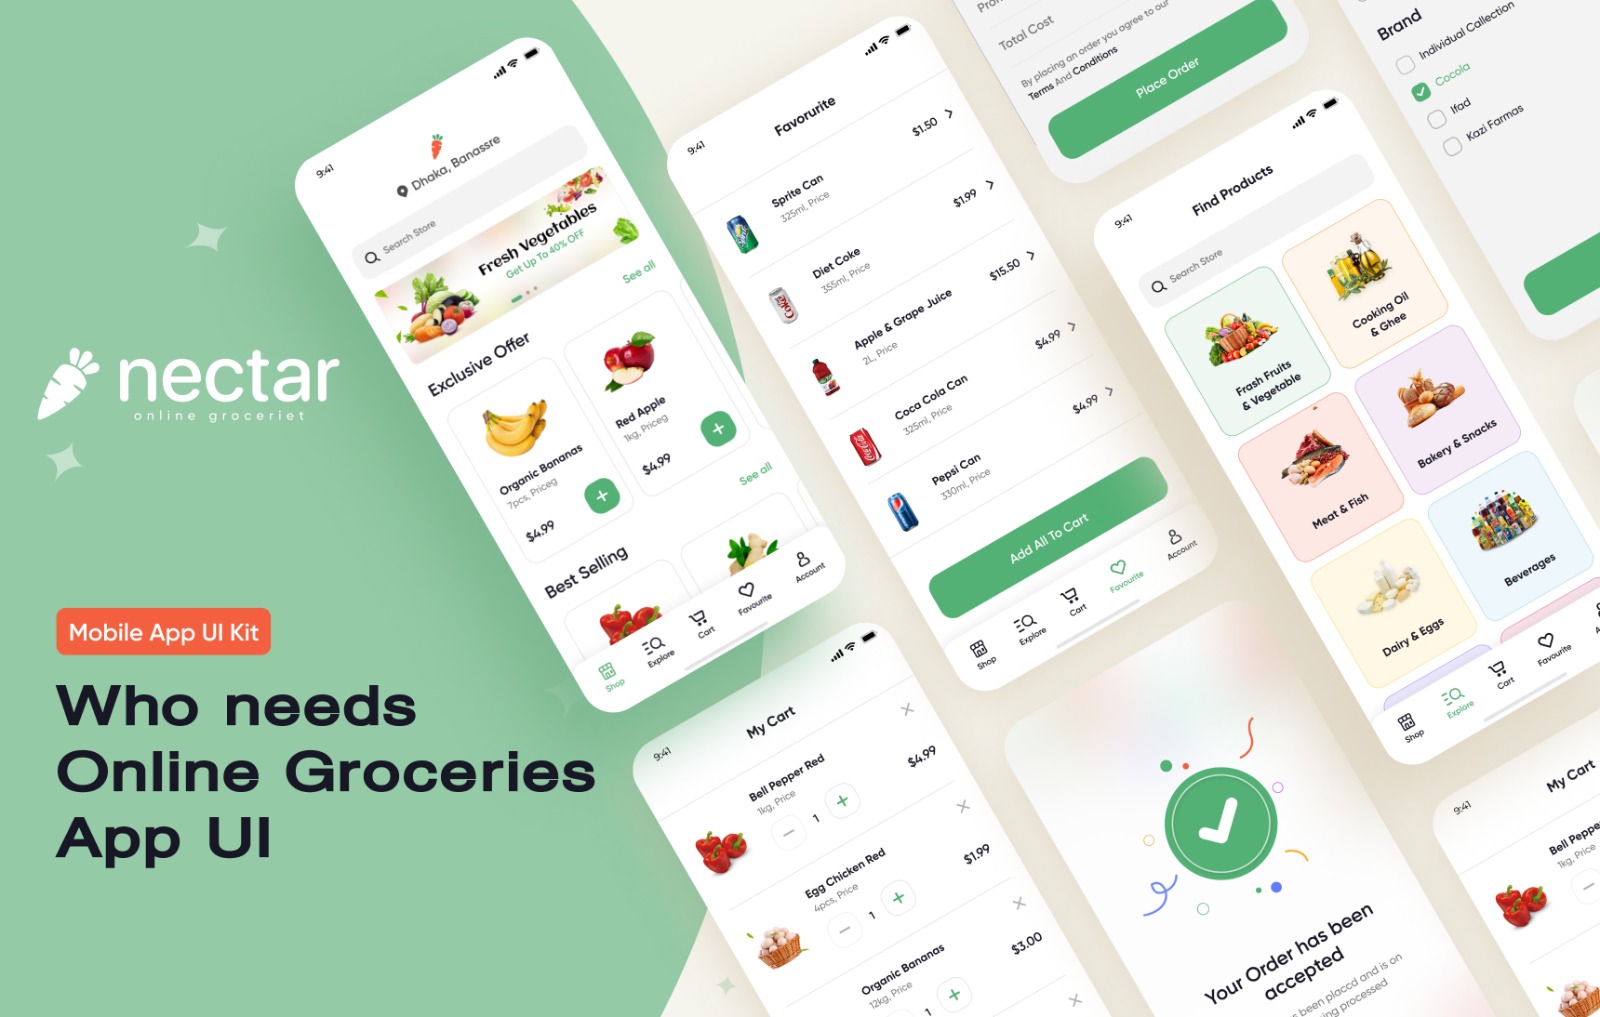 nectar
online groceriet
Mobile App UI Kit
Who needs
Online Groceries
App UI
9:41
Dhaka, Banassre
Search Store
Fresh Vegetables
Get Up To 40% OFF
Exclusive Offer
See all
Organic Bananas
7pcs, Priceg
$4.99
Red Apple
1kg, Priceg
$4.99
Best Selling
See all
Shop
Explore
Cart
Favourite
Account
9:41
Favorurite
Sprite Can
325ml, Price
$1.50
Diet Coke
355ml, Price
$1.99
Apple & Grape Juice
2L, Price
$15.50
Coca Cola Can
325ml, Price
$4.99
Pepsi Can
330ml, Price
$4.99
Add All To Cart
Shop
Explore
Cart
Favourite
Account
Total Cost
By placing an order you agree to our
Terms And Conditions
Place Order
Brand
Individual Callection
Cocola
Ifad
Kazi Farmas
9:41
Find Products
Search Store
Frash Fruits
& Vegetable
Cooking Oil
& Ghee
Meat & Fish
Bakery & Snacks
Dairy & Eggs
Beverages
Shop
Explore
Cart
Favourite
9:41
My Cart
Bell Pepper Red
1kg, Price
1
$4.99
Egg Chicken Red
4pcs, Price
1
$1.99
Organic Bananas
12kg, Price
1
$3.00
Your Order has been
accepted
been placcd and is on
processed
9:41
My Cart
Bell Peppe
1kg, Price